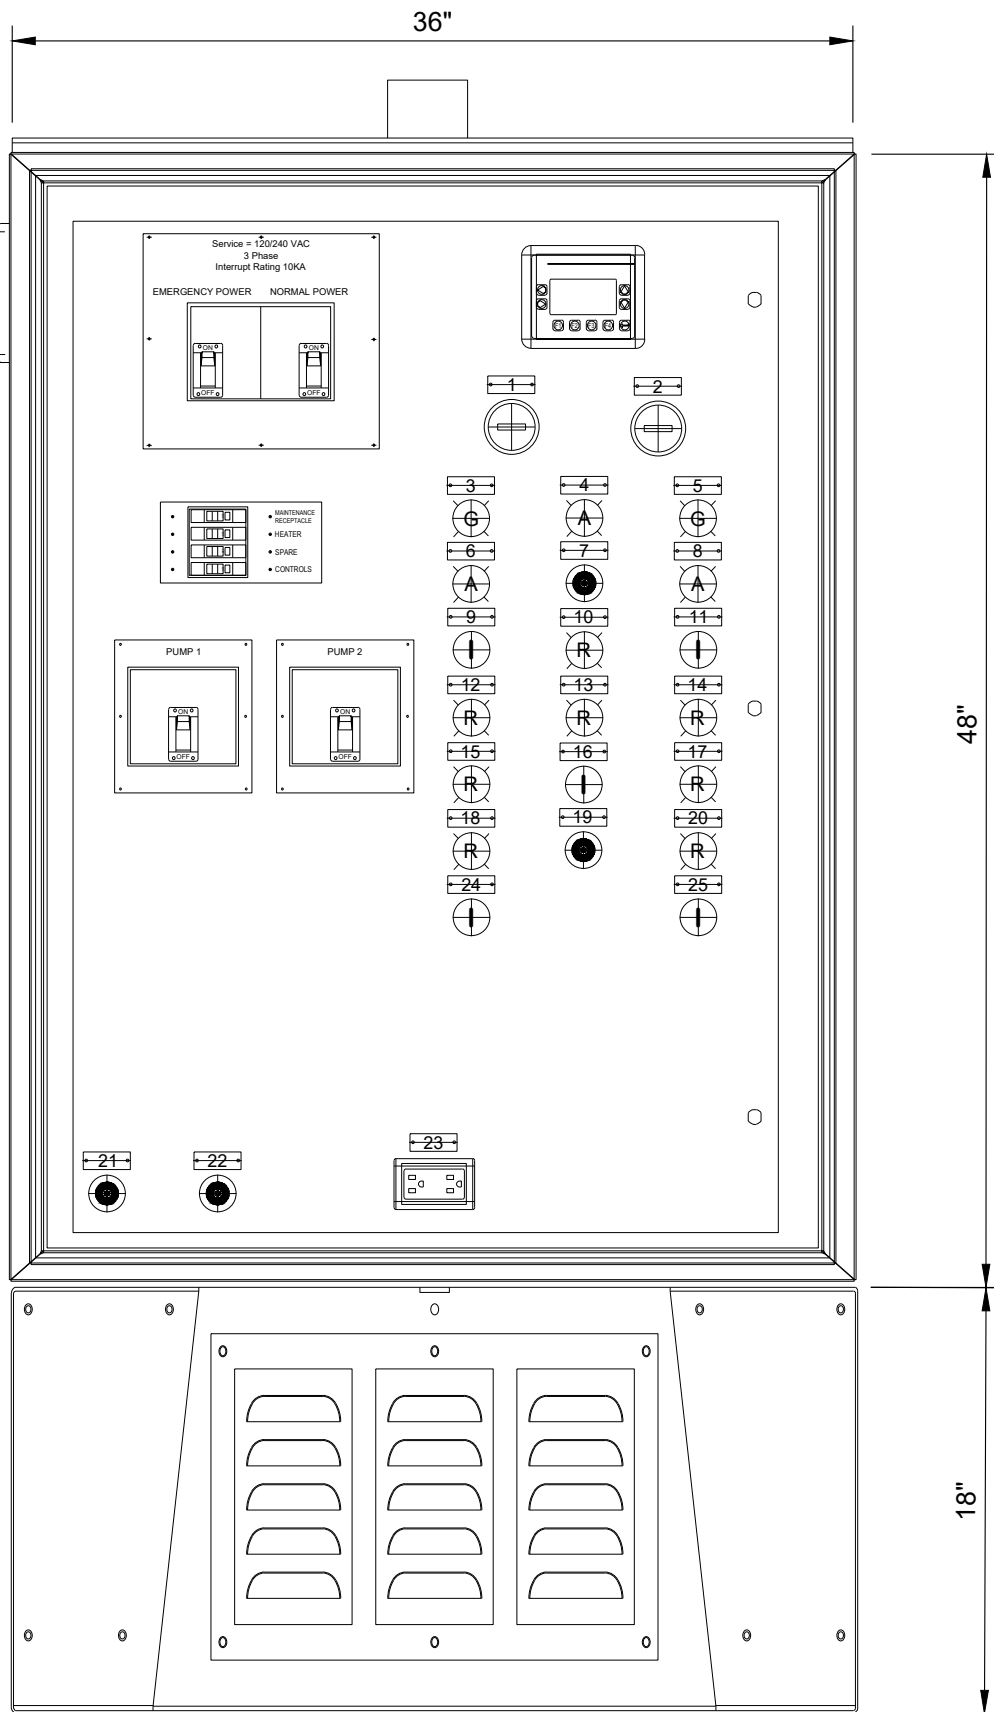 36"
Service = 120/240 VAC
3 Phase
Interrupt Rating 10KA
EMERGENCY POWER NORMAL POWER
ON ON
OFF OFF
1 2
3 4 5
G A G
6 7 8
A A
9 10 11
R
12 13 14
R R R
15 16 17
R R
18 19 20
R R
24 25
MAINTENANCE
RECEPTACLE
HEATER
SPARE
CONTROLS
PUMP 1 PUMP 2
ON ON
OFF OFF
21 22 23
48"
18"